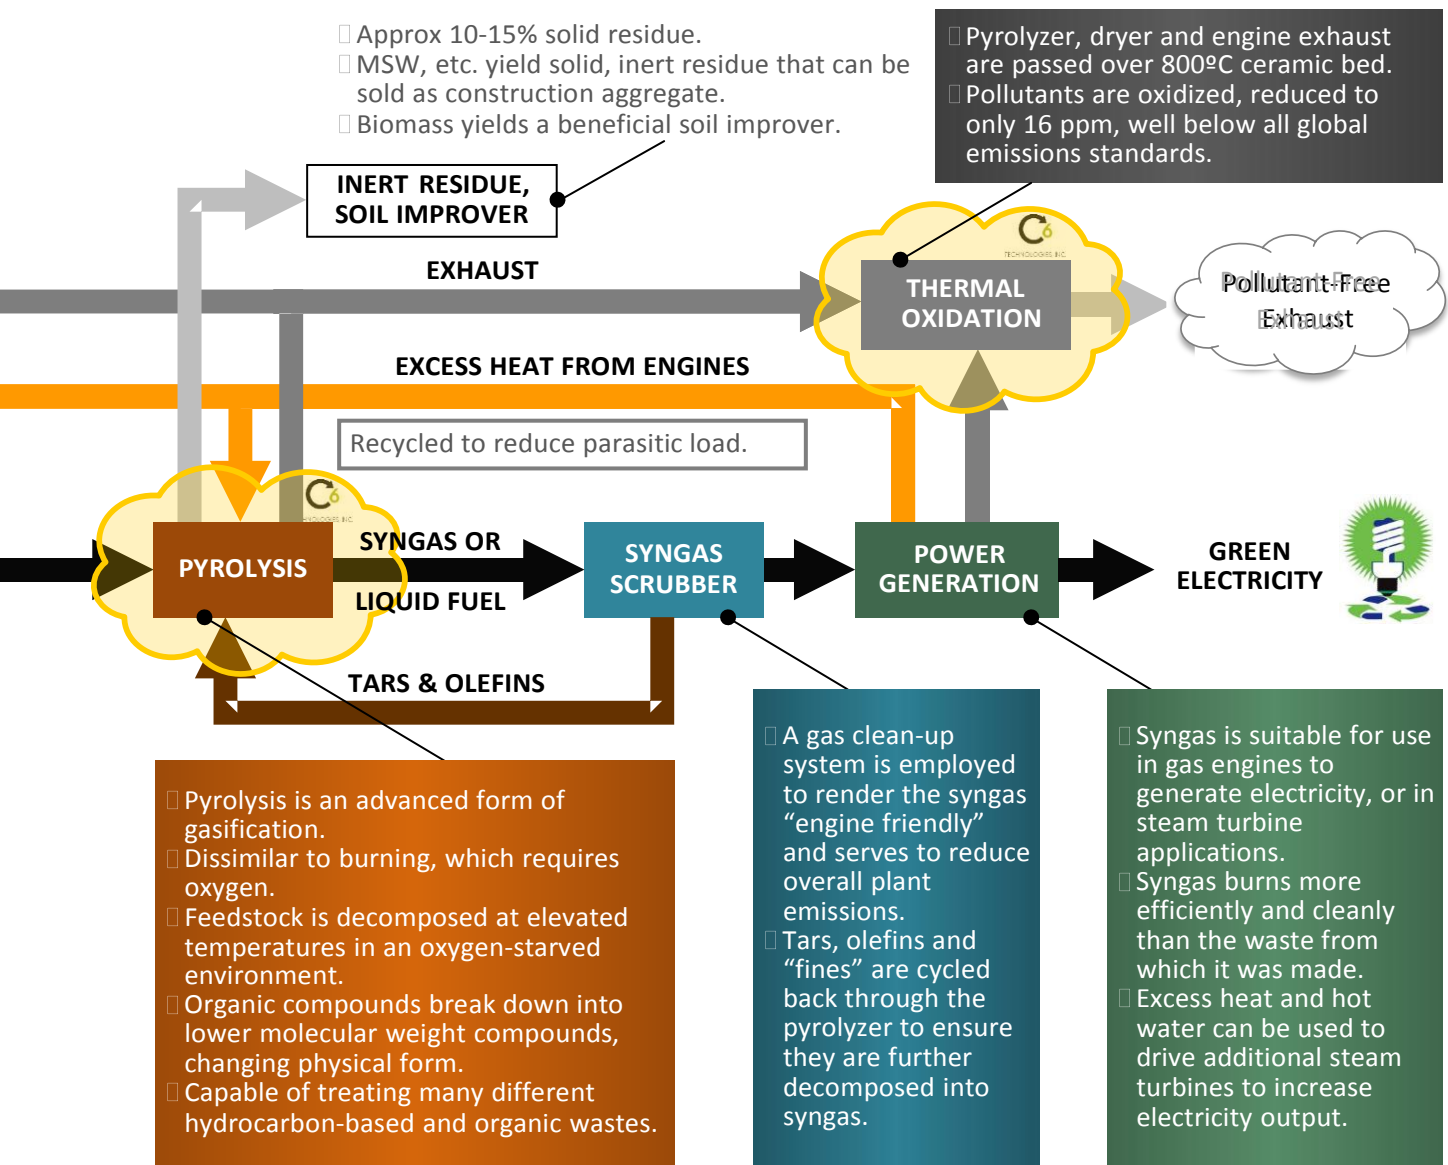 Approx 10-15% solid residue.
MSW, etc. yield solid, inert residue that can be
sold as construction aggregate.
Biomass yields a beneficial soil improver.
Pyrolyzer, dryer and engine exhaust
are passed over 800ºC ceramic bed.
Pollutants are oxidized, reduced to
only 16 ppm, well below all global
emissions standards.
INERT RESIDUE,
SOIL IMPROVER
C6
TECHNOLOGIES INC.
EXHAUST
THERMAL
OXIDATION
Pollutant-Free
Exhaust
EXCESS HEAT FROM ENGINES
Recycled to reduce parasitic load.
C6
TECHNOLOGIES INC.
PYROLYSIS
SYNGAS OR
LIQUID FUEL
SYNGAS
SCRUBBER
POWER
GENERATION
GREEN
ELECTRICITY
TARS & OLEFINS
Pyrolysis is an advanced form of
gasification.
Dissimilar to burning, which requires
oxygen.
Feedstock is decomposed at elevated
temperatures in an oxygen-starved
environment.
Organic compounds break down into
lower molecular weight compounds,
changing physical form.
Capable of treating many different
hydrocarbon-based and organic wastes.
A gas clean-up
system is employed
to render the syngas
“engine friendly”
and serves to reduce
overall plant
emissions.
Tars, olefins and
“fines” are cycled
back through the
pyrolyzer to ensure
they are further
decomposed into
syngas.
Syngas is suitable for use
in gas engines to
generate electricity, or in
steam turbine
applications.
Syngas burns more
efficiently and cleanly
than the waste from
which it was made.
Excess heat and hot
water can be used to
drive additional steam
turbines to increase
electricity output.